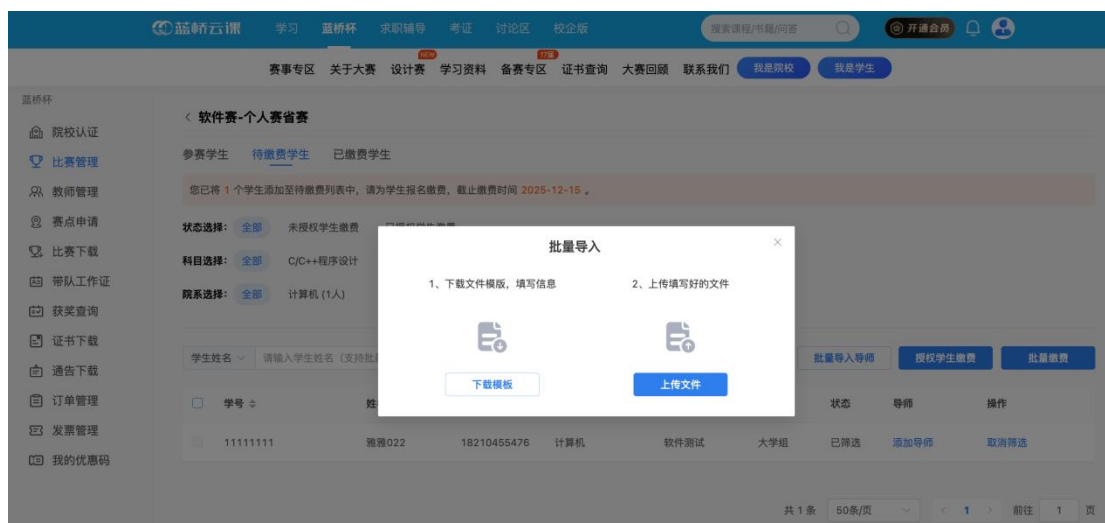 蓝桥云课 学习 蓝桥杯 求职辅导 考证 讨论区 校企版 搜索课程/书籍/问答 开通会员
NEW 17届
赛事专区 关于大赛 设计赛 学习资料 备赛专区 证书查询 大赛回顾 联系我们 我是院校 我是学生
蓝桥杯
院校认证
比赛管理
教师管理
赛点申请
比赛下载
带队工作证
获奖查询
证书下载
通告下载
订单管理
发票管理
我的优惠码
< 软件赛-个人赛省赛
参赛学生 待缴费学生 已缴费学生
您已将 1 个学生添加至待缴费列表中，请为学生报名缴费，截止缴费时间 2025-12-15 。
状态选择： 全部 未授权学生缴费
科目选择： 全部 C/C++程序设计
院系选择： 全部 计算机 (1人)
批量导入
1、下载文件模版，填写信息 2、上传填写好的文件
下载模板 上传文件
学生姓名 请输入学生姓名（支持批 批量导入导师 授权学生缴费 批量缴费
学号 姓 状态 导师 操作
11111111 雅雅022 18210455476 计算机 软件测试 大学组 已筛选 添加导师 取消筛选
共 1 条 50条/页 < 1 > 前往 1 页